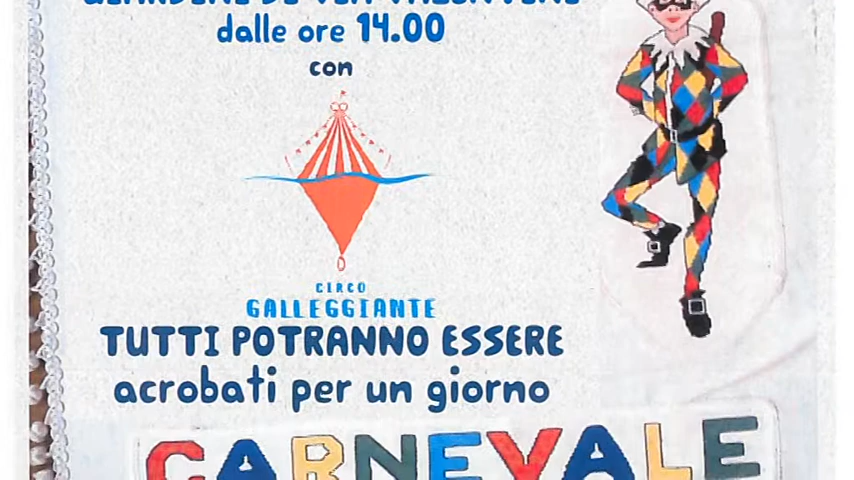 dalle ore 14.00
con
CIRCO
GALLEGGIANTE
TUTTI POTRANNO ESSERE
acrobati per un giorno
CARNEVALE